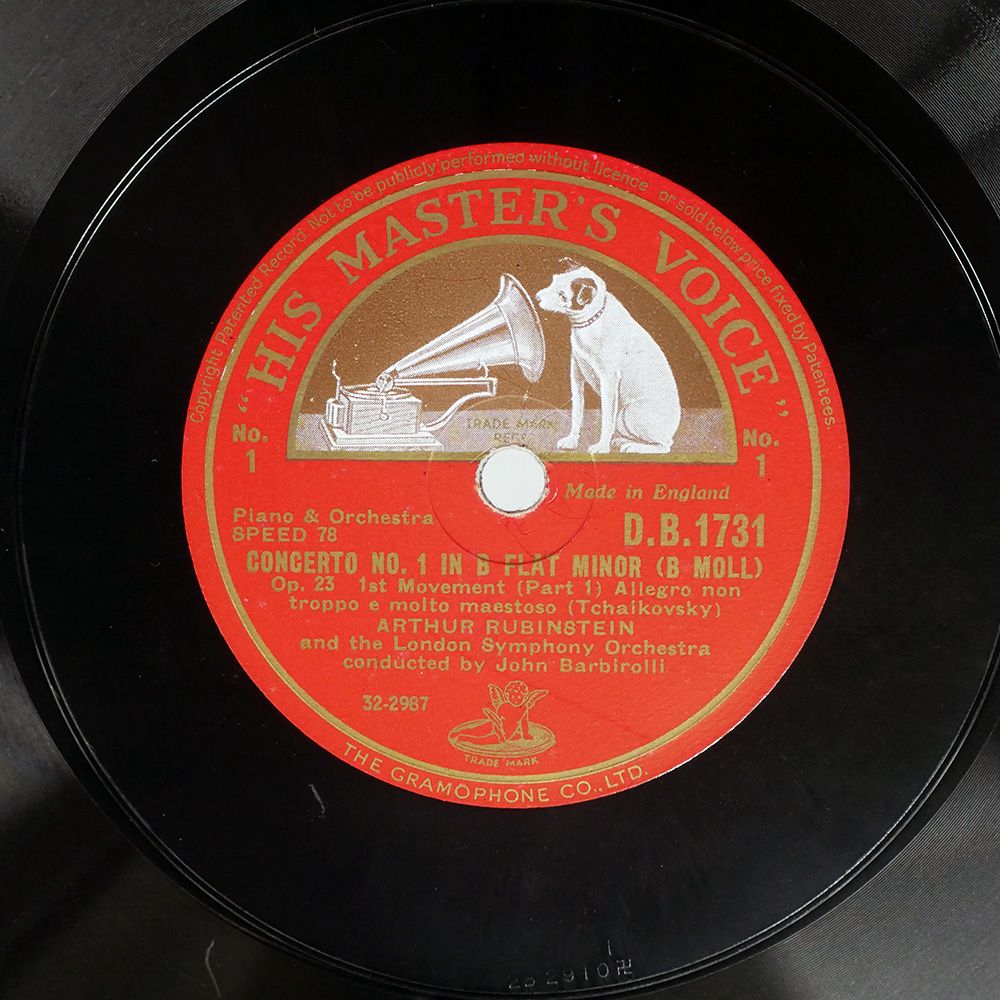 Copyright Patented Record Not to be publicly performed without licence or sold below price fixed by Patentees.
"HIS MASTER'S VOICE"
TRADE MARK
REGD
No.
1
No.
1
Made in England
Piano & Orchestra
SPEED 78
D.B.1731
CONCERTO NO. 1 IN B FLAT MINOR (B MOLL)
Op. 23 1st Movement (Part 1) Allegro non
troppo e molto maestoso (Tchaikovsky)
ARTHUR RUBINSTEIN
and the London Symphony Orchestra
conducted by John Barbirolli
32-2987
TRADE MARK
THE GRAMOPHONE CO., LTD.
1